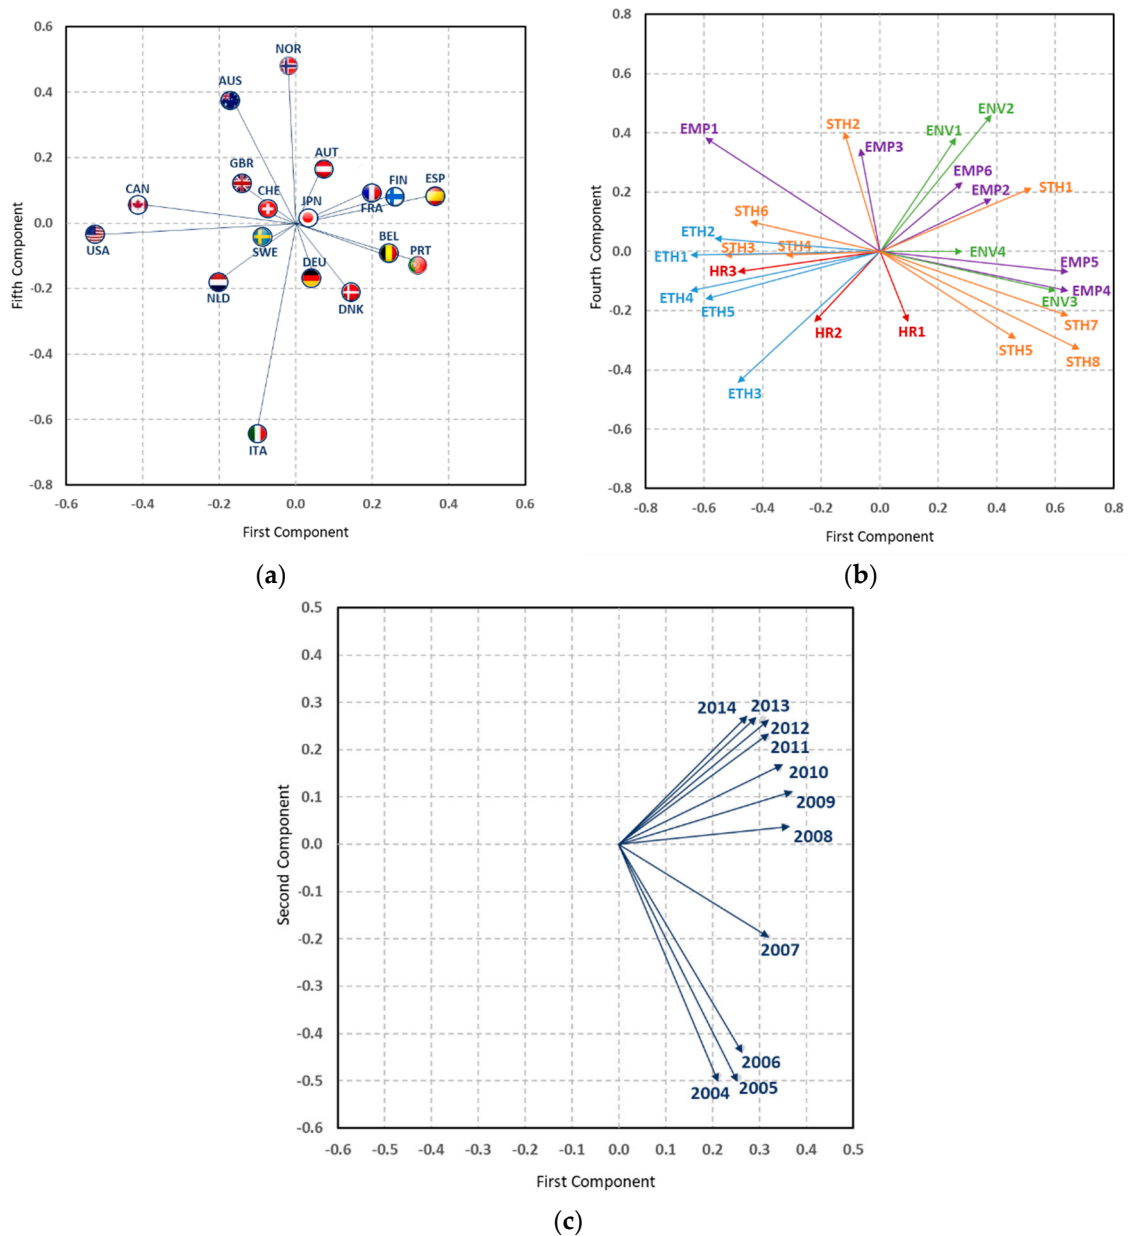 0.6
0.4
0.2
0.0
-0.2
-0.4
-0.6
-0.8
-0.6
-0.4
-0.2
0.0
0.2
0.4
0.6
Fifth Component
First Component
NOR
AUS
AUT
GBR
CHE
CAN
JPN
FIN
ESP
FRA
USA
SWE
BEL
PRT
DEU
NLD
DNK
ITA
(a)
0.8
0.6
0.4
0.2
0.0
-0.2
-0.4
-0.6
-0.8
-0.8
-0.6
-0.4
-0.2
0.0
0.2
0.4
0.6
0.8
Fourth Component
First Component
ENV2
EMP1
STH2
ENV1
EMP3
EMP6
EMP2
STH1
STH6
ETH2
STH3
STH4
ENV4
ETH1
HR3
EMP5
ETH4
EMP4
ETH5
ENV3
HR2
HR1
STH7
STH5
STH8
ETH3
(b)
0.5
0.4
0.3
0.2
0.1
0.0
-0.1
-0.2
-0.3
-0.4
-0.5
-0.6
-0.6
-0.5
-0.4
-0.3
-0.2
-0.1
0.0
0.1
0.2
0.3
0.4
0.5
Second Component
First Component
2014
2013
2012
2011
2010
2009
2008
2007
2006
2005
2004
(c)